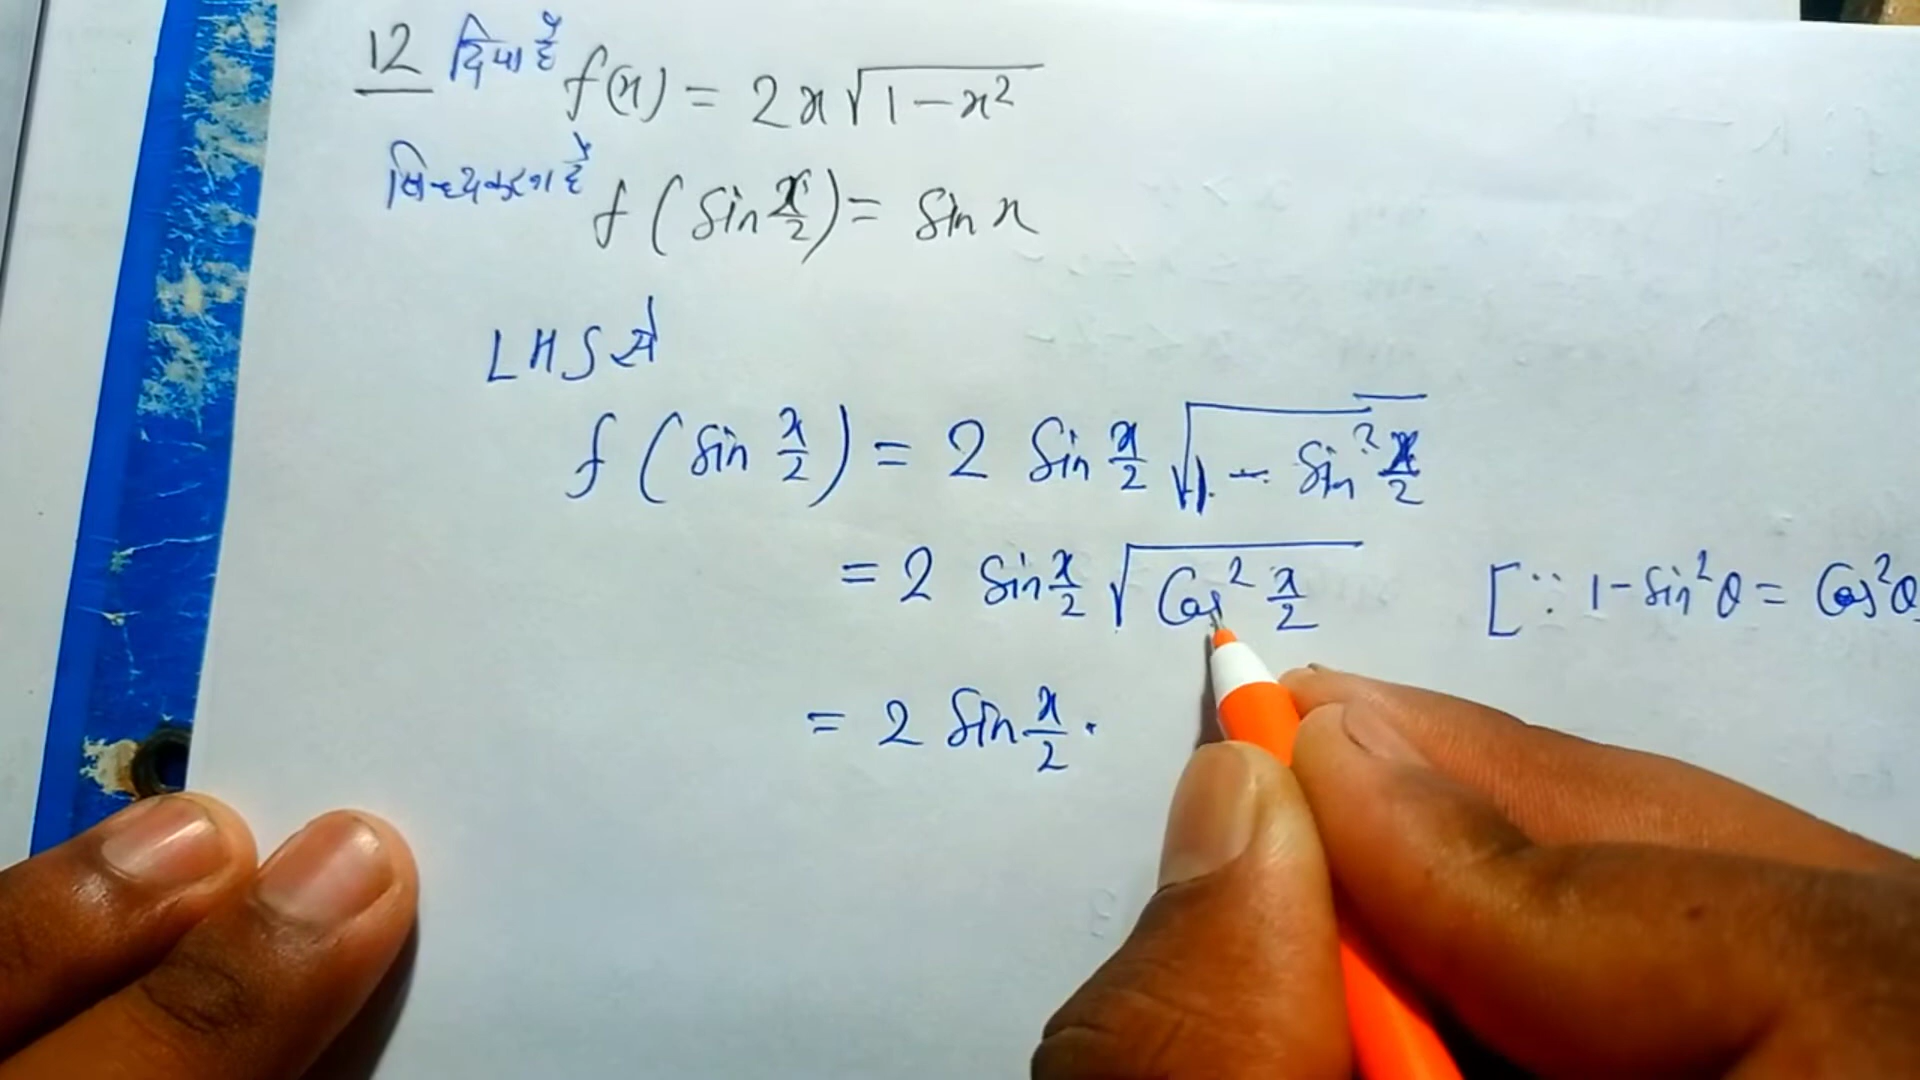 12 दिया है f(x) = 2x√1-x²
सिद्ध करना है f(sin x/2) = sin x
LHS से
f(sin x/2) = 2 sin x/2 √1 - sin² x/2
= 2 sin x/2 √Cos² x/2 [∵ 1-sin²θ = Cos²θ
= 2 sin x/2 .